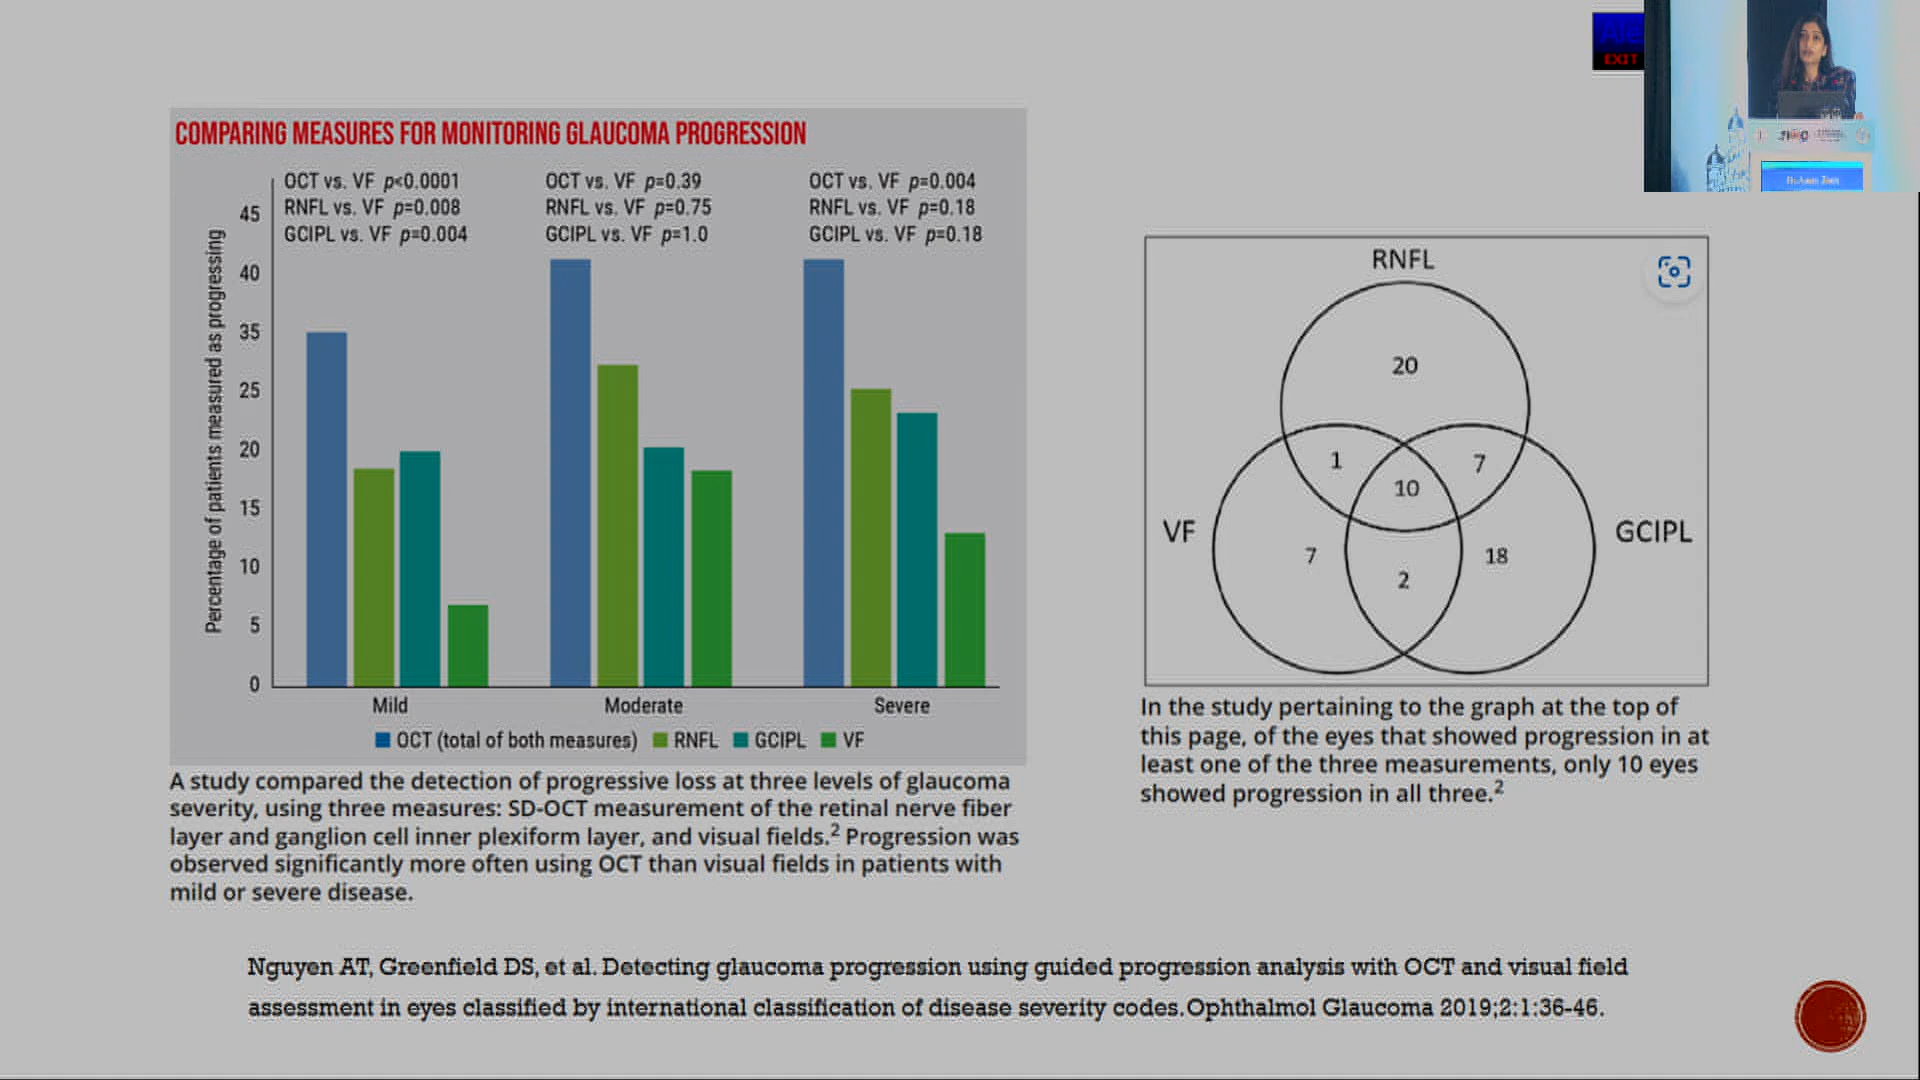 COMPARING MEASURES FOR MONITORING GLAUCOMA PROGRESSION
OCT vs. VF p<0.0001
RNFL vs. VF p=0.008
GCIPL vs. VF p=0.004
OCT vs. VF p=0.39
RNFL vs. VF p=0.75
GCIPL vs. VF p=1.0
OCT vs. VF p=0.004
RNFL vs. VF p=0.18
GCIPL vs. VF p=0.18
Percentage of patients measured as progressing
45
40
35
25
20
15
10
5
0
Mild
Moderate
Severe
OCT (total of both measures)
RNFL
GCIPL
VF
A study compared the detection of progressive loss at three levels of glaucoma
severity, using three measures: SD-OCT measurement of the retinal nerve fiber
layer and ganglion cell inner plexiform layer, and visual fields.2 Progression was
observed significantly more often using OCT than visual fields in patients with
mild or severe disease.
RNFL
20
1
7
10
VF
GCIPL
7
18
2
In the study pertaining to the graph at the top of
this page, of the eyes that showed progression in at
least one of the three measurements, only 10 eyes
showed progression in all three.2
Nguyen AT, Greenfield DS, et al. Detecting glaucoma progression using guided progression analysis with OCT and visual field
assessment in eyes classified by international classification of disease severity codes.Ophthalmol Glaucoma 2019;2:1:36-46.
EXIT